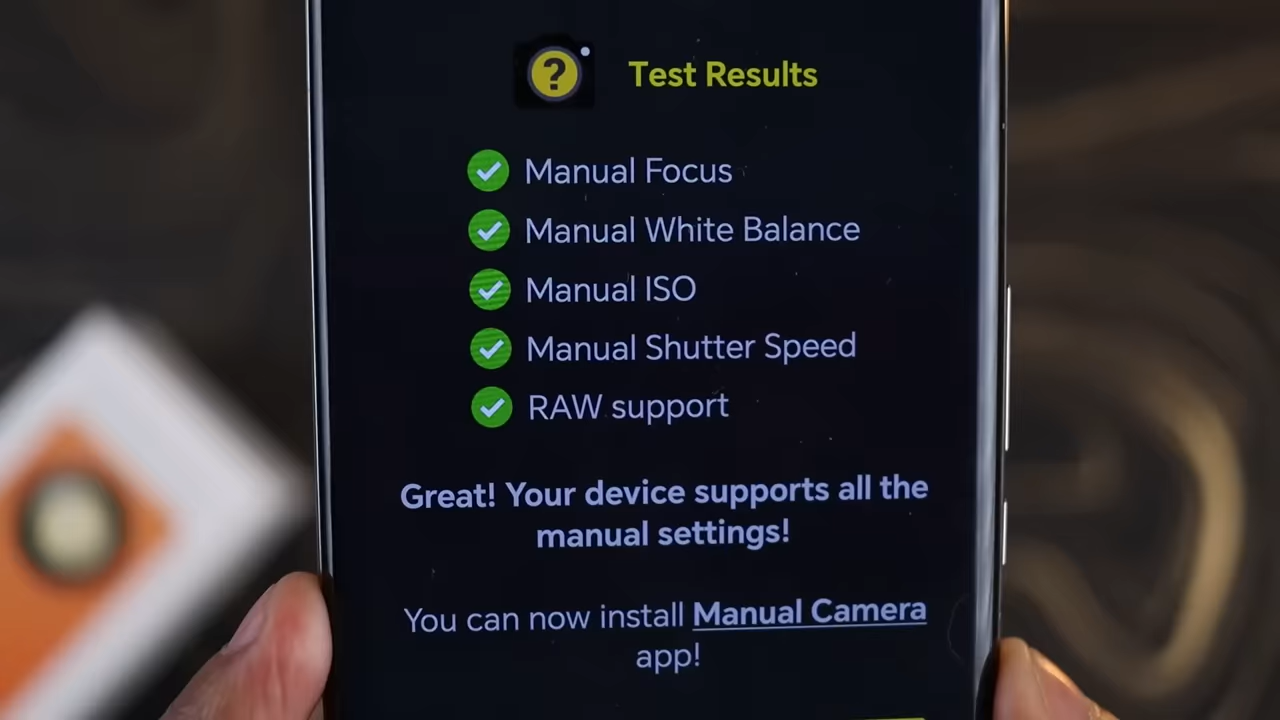 ?
Test Results
Manual Focus
Manual White Balance
Manual ISO
Manual Shutter Speed
RAW support
Great! Your device supports all the
manual settings!
You can now install Manual Camera
app!